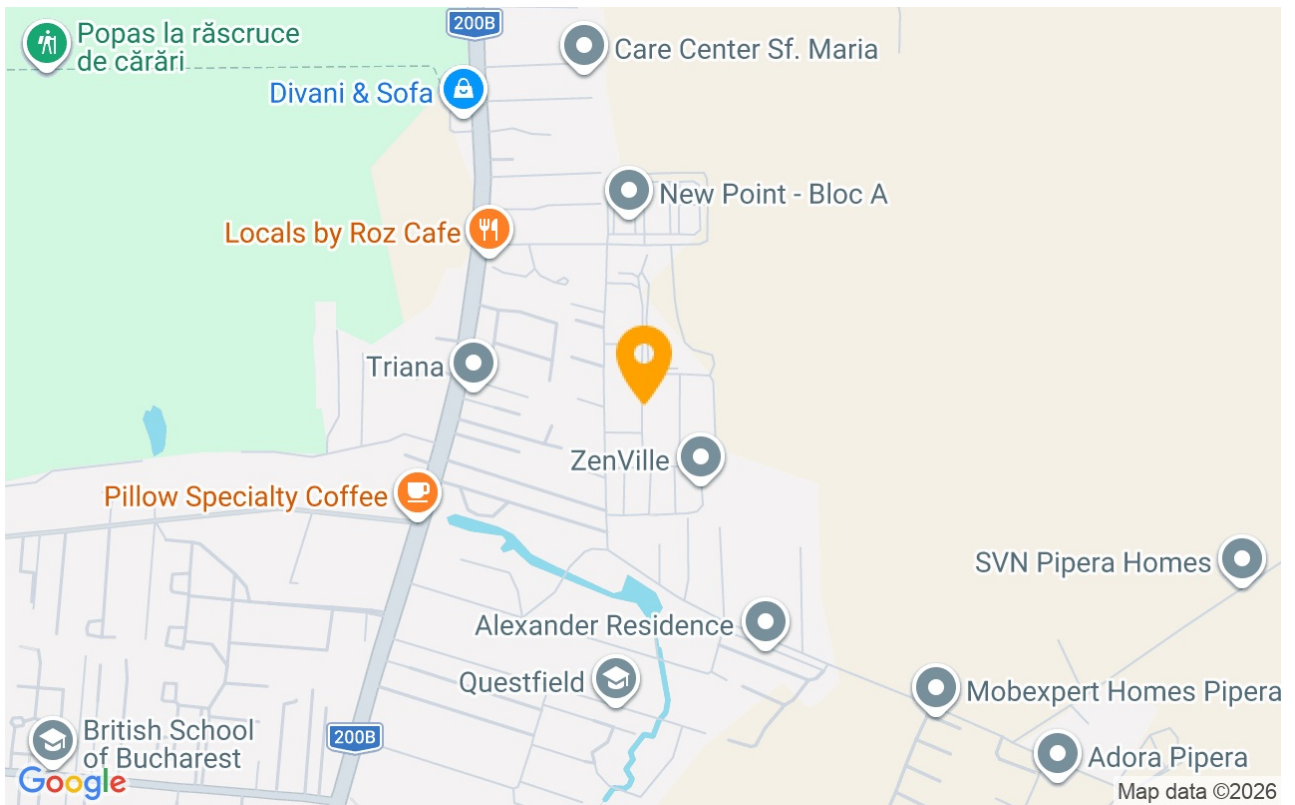 200B
Popas la răscruce
de cărări
Care Center Sf. Maria
Divani & Sofa
New Point - Bloc A
Locals by Roz Cafe
Triana
ZenVille
Pillow Specialty Coffee
SVN Pipera Homes
Alexander Residence
Questfield
Mobexpert Homes Pipera
British School
of Bucharest
200B
Adora Pipera
Google
Map data ©2026